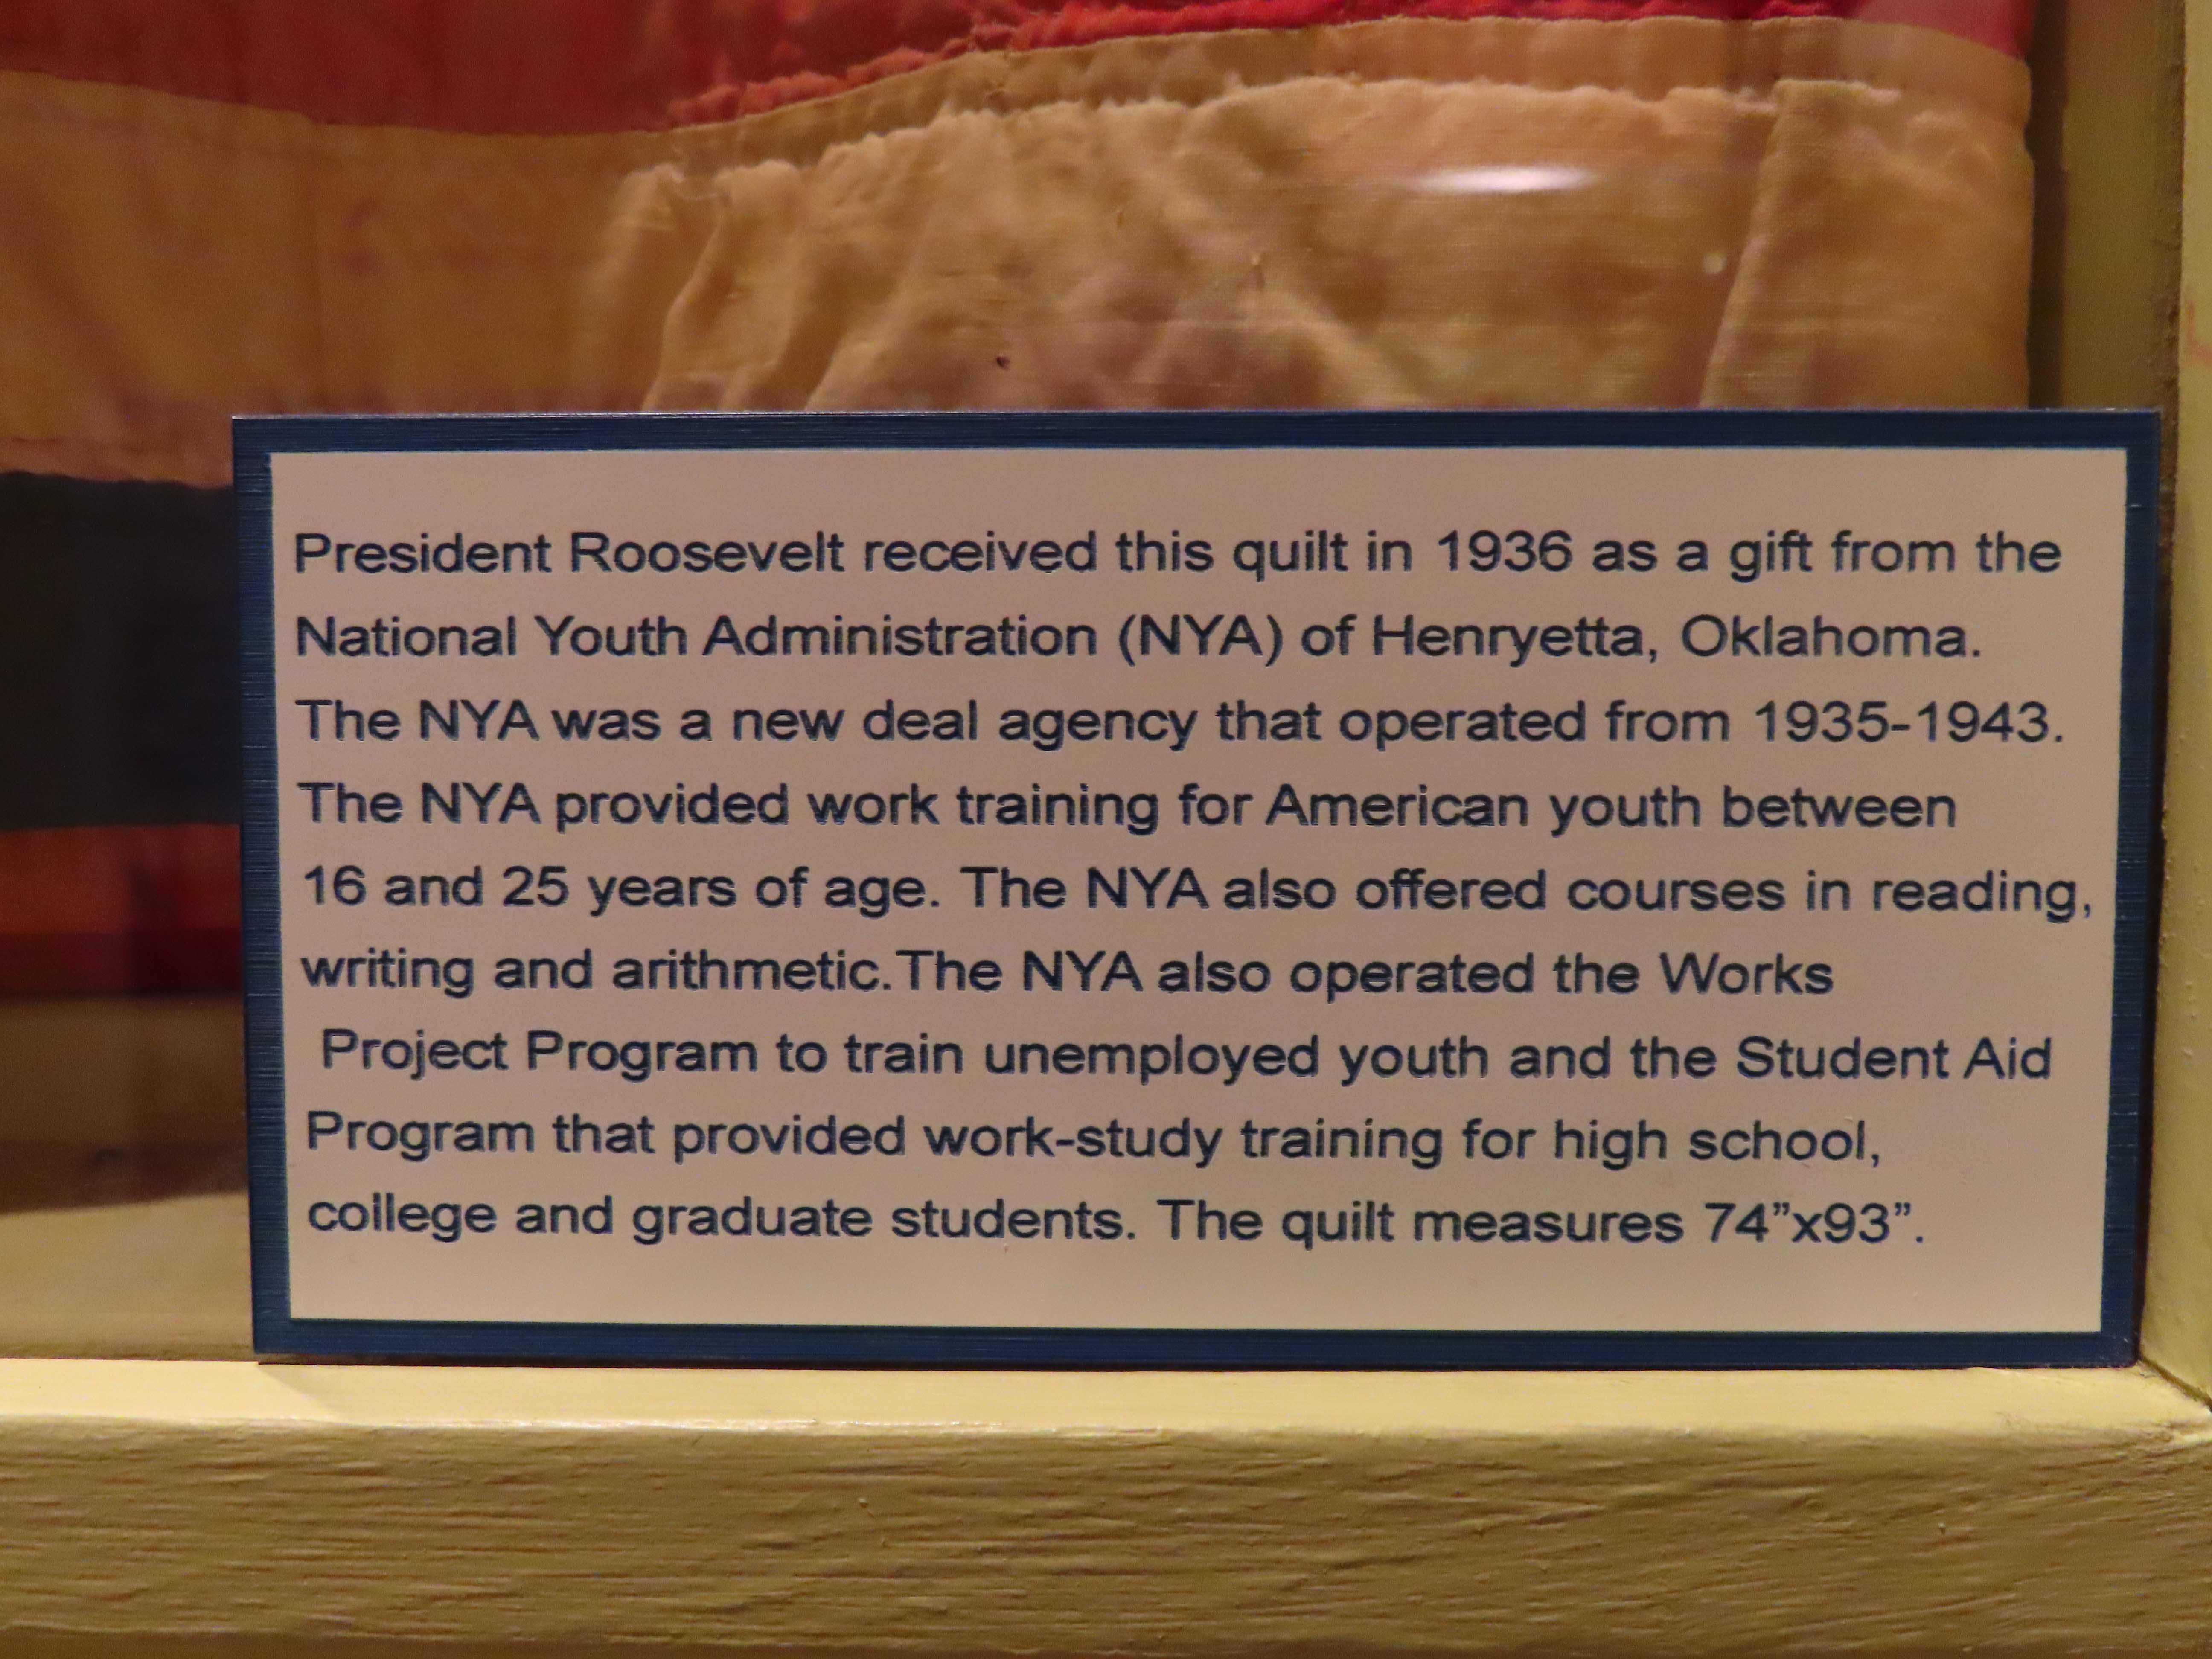 President Roosevelt received this quilt in 1936 as a gift from the
National Youth Administration (NYA) of Henryetta, Oklahoma.
The NYA was a new deal agency that operated from 1935-1943.
The NYA provided work training for American youth between
16 and 25 years of age. The NYA also offered courses in reading,
writing and arithmetic.The NYA also operated the Works
Project Program to train unemployed youth and the Student Aid
Program that provided work-study training for high school,
college and graduate students. The quilt measures 74”x93”.